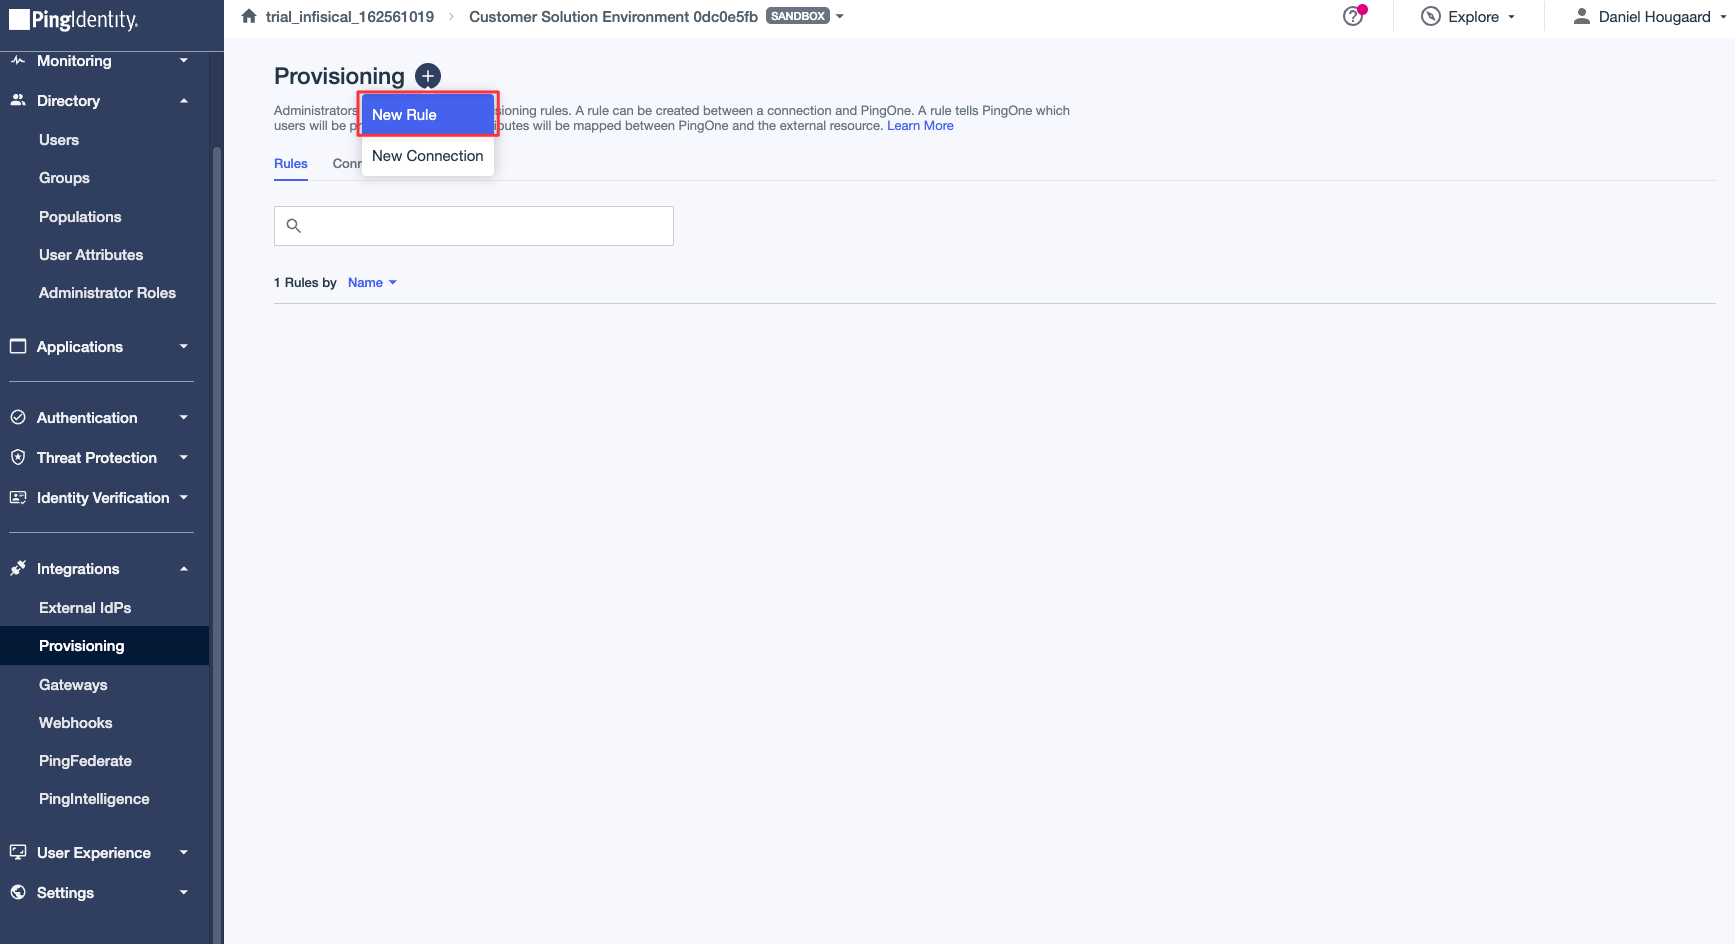 PingIdentity.
trial_infisical_162561019 Customer Solution Environment 0dc0e5fb SANDBOX
Explore
Daniel Hougaard
Monitoring
Directory
Users
Groups
Populations
User Attributes
Administrator Roles
Applications
Authentication
Threat Protection
Identity Verification
Integrations
External IdPs
Provisioning
Gateways
Webhooks
PingFederate
PingIntelligence
User Experience
Settings
Provisioning
New Rule
New Connection
Administrators sioning rules. A rule can be created between a connection and PingOne. A rule tells PingOne which
users will be p butes will be mapped between PingOne and the external resource. Learn More
Rules Conn
1 Rules by Name